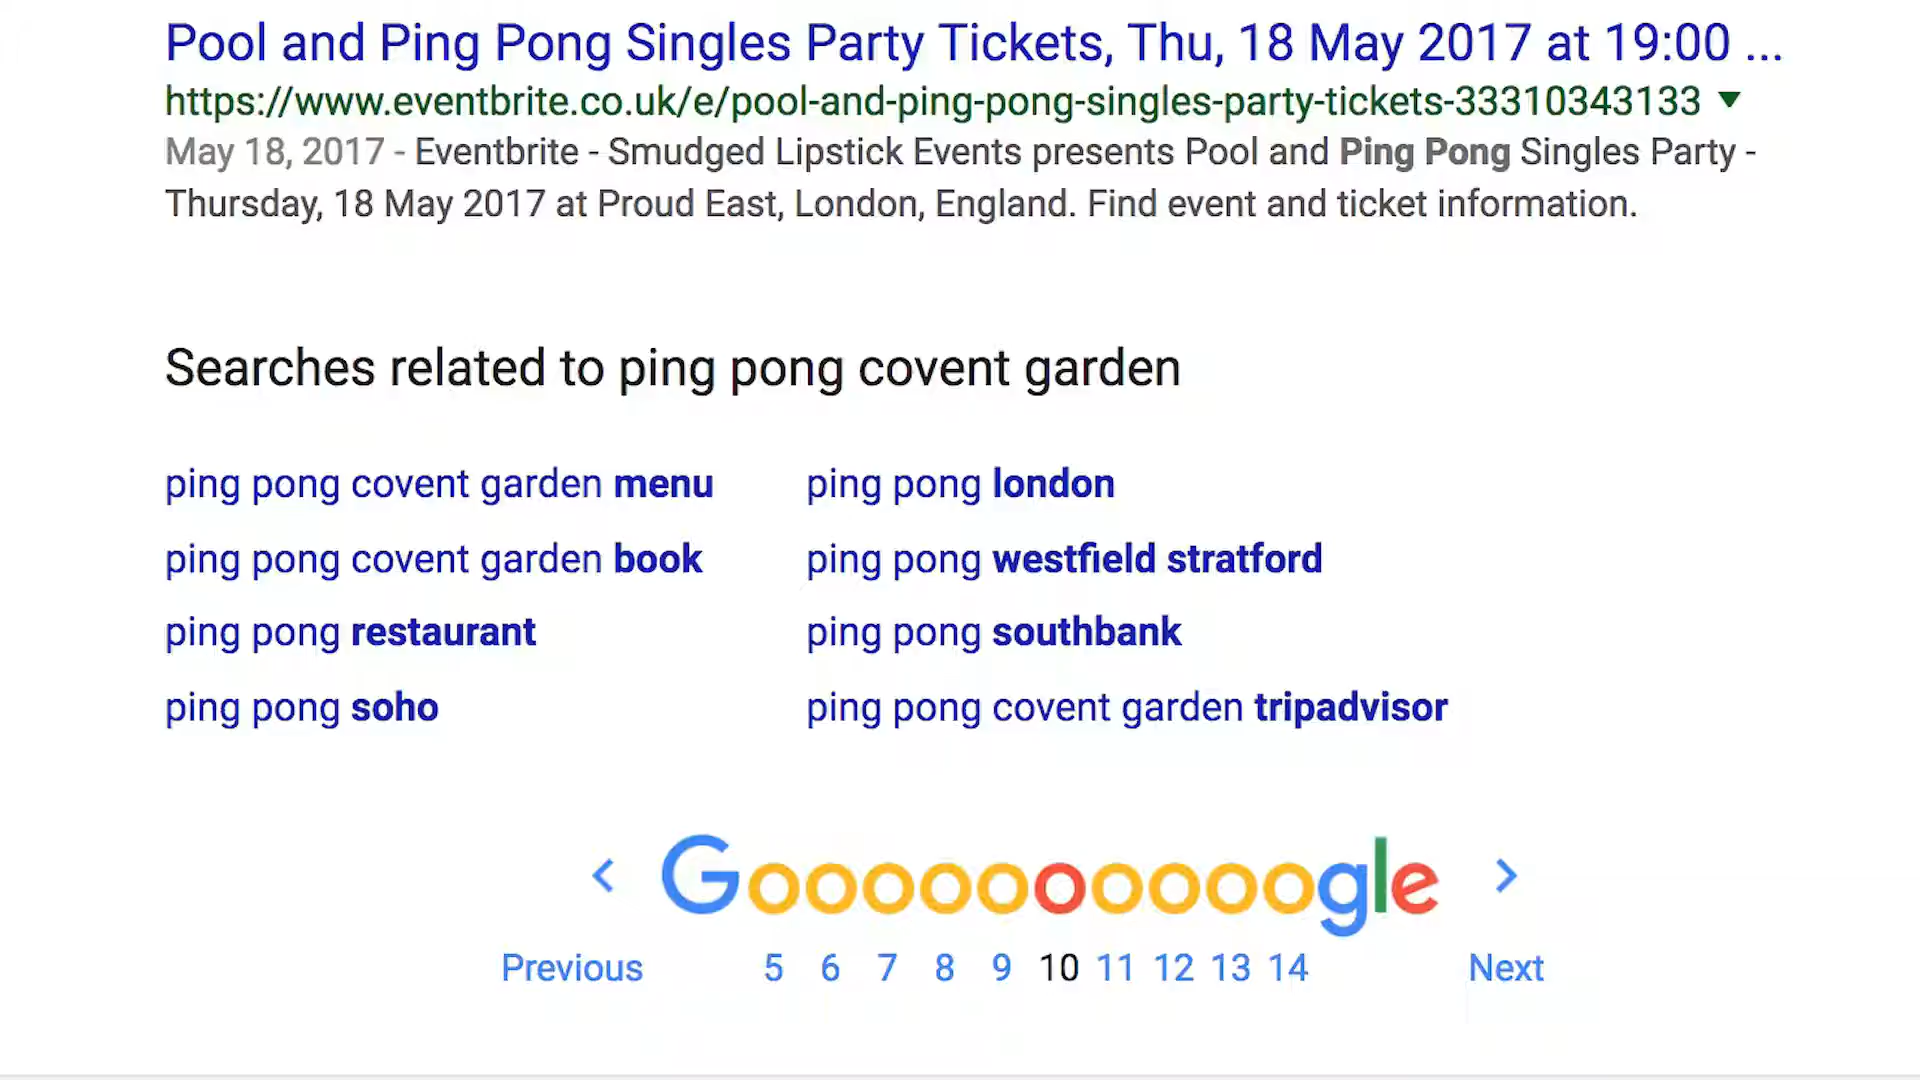 Pool and Ping Pong Singles Party Tickets, Thu, 18 May 2017 at 19:00 ...
https://www.eventbrite.co.uk/e/pool-and-ping-pong-singles-party-tickets-33310343133
May 18, 2017 - Eventbrite - Smudged Lipstick Events presents Pool and Ping Pong Singles Party -
Thursday, 18 May 2017 at Proud East, London, England. Find event and ticket information.
Searches related to ping pong covent garden
ping pong covent garden menu
ping pong london
ping pong covent garden book
ping pong westfield stratford
ping pong restaurant
ping pong southbank
ping pong soho
ping pong covent garden tripadvisor
Goooooooooogle
Previous 5 6 7 8 9 10 11 12 13 14 Next